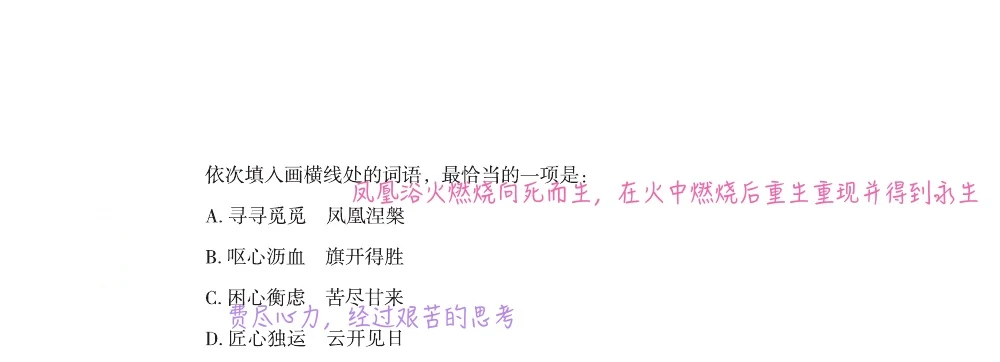 依次填入画横线处的词语，最恰当的一项是：
凤凰浴火燃烧向死而生，在火中燃烧后重生重现并得到永生
A. 寻寻觅觅　凤凰涅槃
B. 呕心沥血　旗开得胜
C. 困心衡虑　苦尽甘来
费尽心力，经过艰苦的思考
D. 匠心独运　云开见日